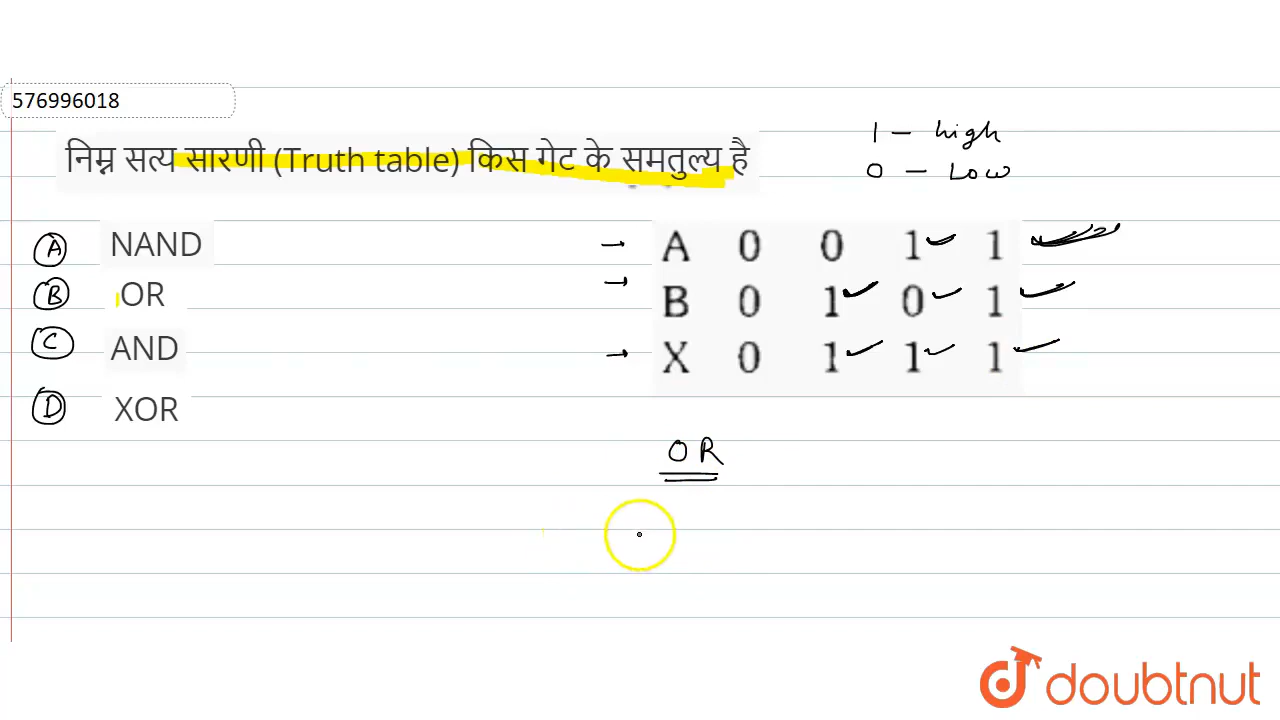 576996018
निम्न सत्य सारणी (Truth table) किस गेट के समतुल्य है
1 - high
0 - Low
A NAND
B OR
C AND
D XOR
→ A 0 0 1 1
→ B 0 1 0 1
→ X 0 1 1 1
OR
doubtnut